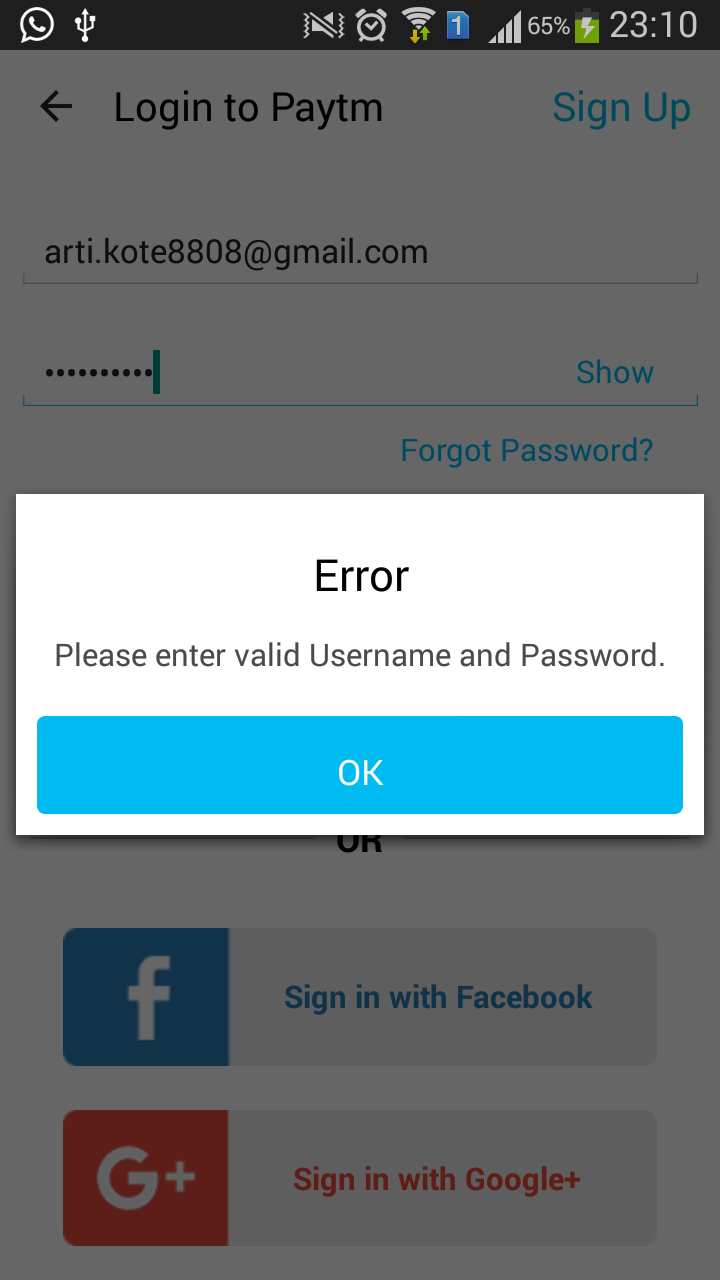 1 65% 23:10
Login to Paytm Sign Up
arti.kote8808@gmail.com
•••••••••• Show
Forgot Password?
Error
Please enter valid Username and Password.
OK
OR
f Sign in with Facebook
G+ Sign in with Google+